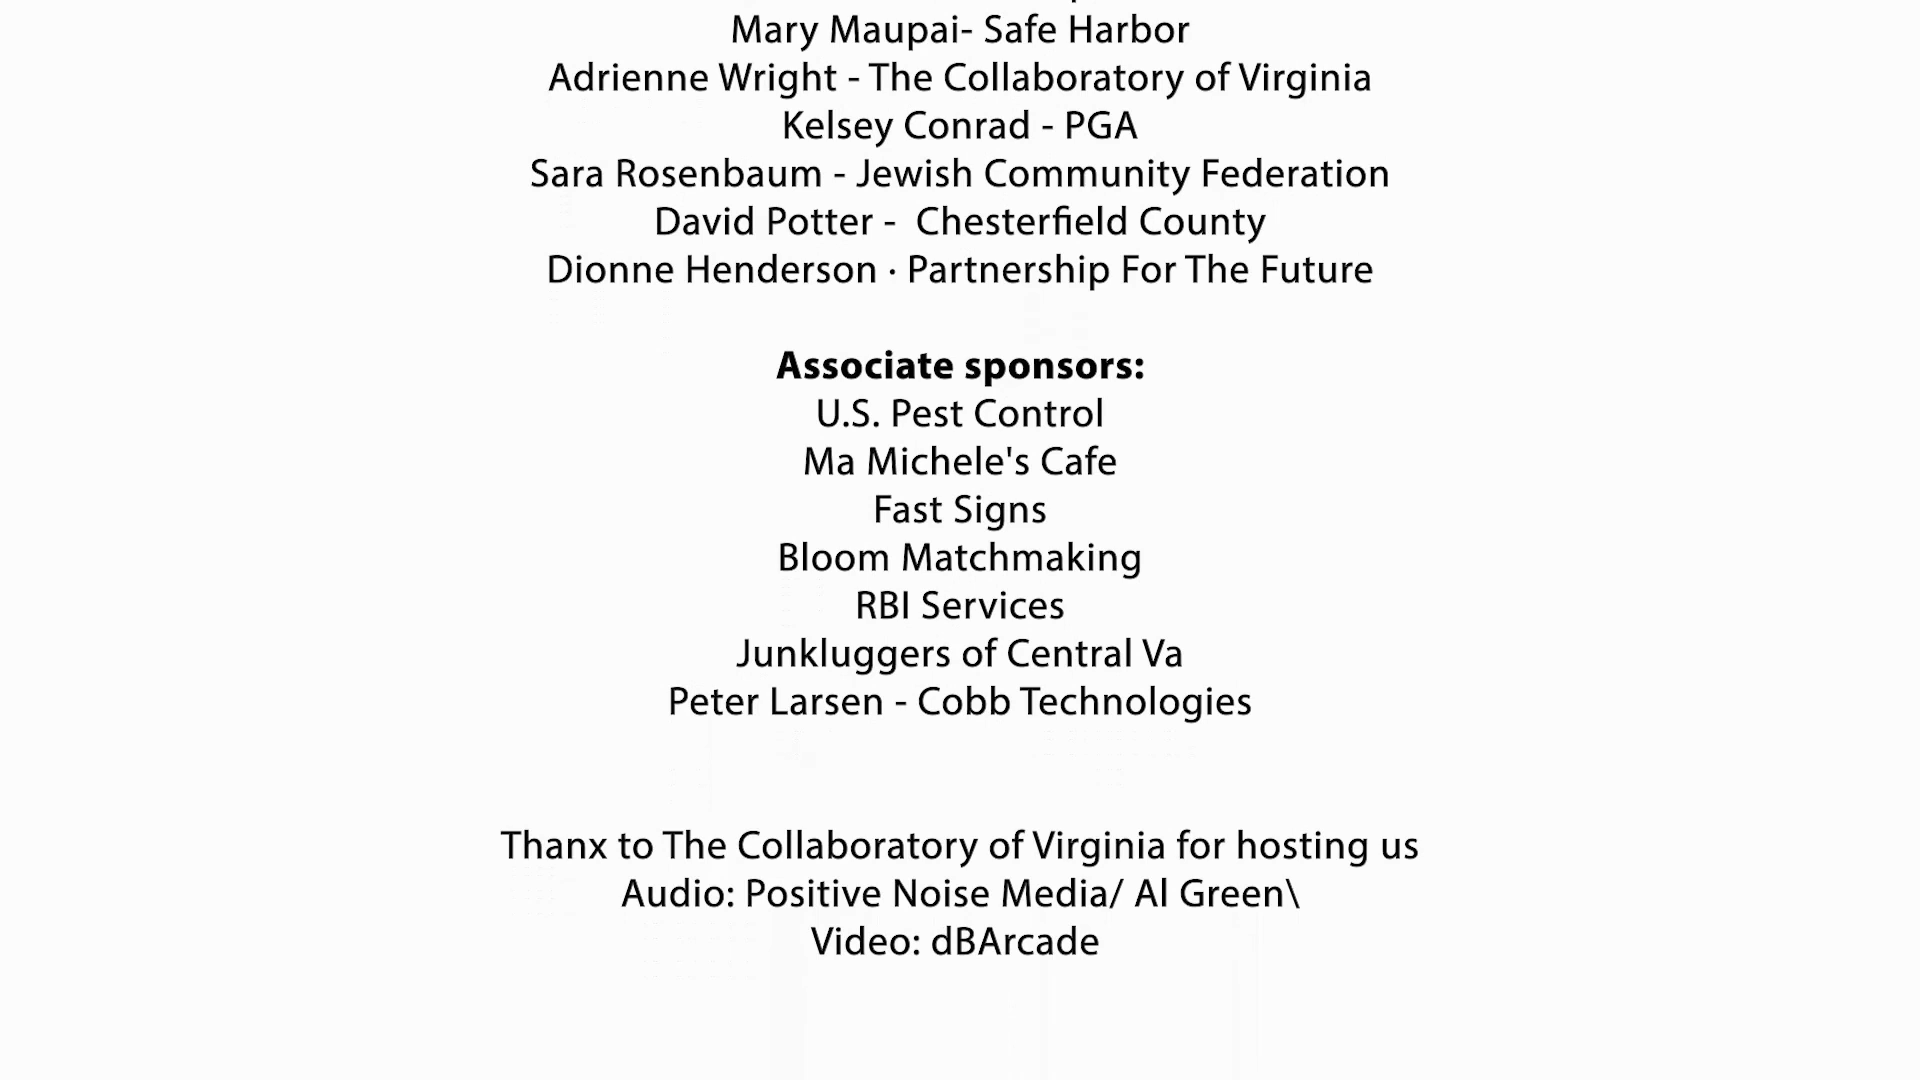 Mary Maupai- Safe Harbor
Adrienne Wright - The Collaboratory of Virginia
Kelsey Conrad - PGA
Sara Rosenbaum - Jewish Community Federation
David Potter -  Chesterfield County
Dionne Henderson · Partnership For The Future
Associate sponsors:
U.S. Pest Control
Ma Michele's Cafe
Fast Signs
Bloom Matchmaking
RBI Services
Junkluggers of Central Va
Peter Larsen - Cobb Technologies
Thanx to The Collaboratory of Virginia for hosting us
Audio: Positive Noise Media/ Al Green\
Video: dBArcade